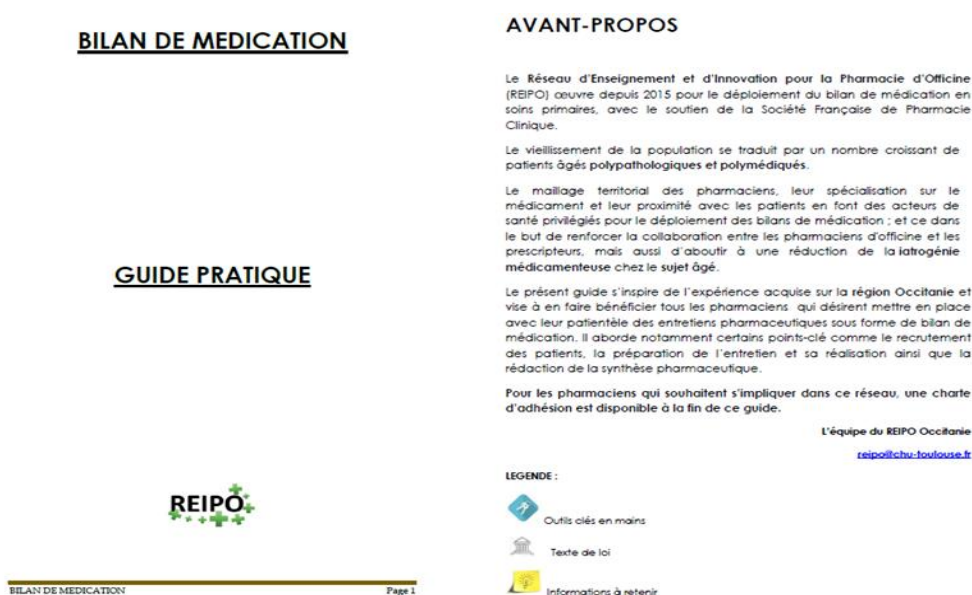 BILAN DE MEDICATION
GUIDE PRATIQUE
REIPO
BILAN DE MEDICATION Page 1
AVANT-PROPOS
Le Réseau d'Enseignement et d'Innovation pour la Pharmacie d'Officine
(REIPO) œuvre depuis 2015 pour le déploiement du bilan de médication en
soins primaires, avec le soutien de la Société Française de Pharmacie
Clinique.
Le vieillissement de la population se traduit par un nombre croissant de
patients âgés polypathologiques et polymédiqués.
Le maillage territorial des pharmaciens, leur spécialisation sur le
médicament et leur proximité avec les patients en font des acteurs de
santé privilégiés pour le déploiement des bilans de médication ; et ce dans
le but de renforcer la collaboration entre les pharmaciens d'officine et les
prescripteurs, mais aussi d'aboutir à une réduction de la iatrogénie
médicamenteuse chez le sujet âgé.
Le présent guide s'inspire de l'expérience acquise sur la région Occitanie et
vise à en faire bénéficier tous les pharmaciens qui désirent mettre en place
avec leur patientèle des entretiens pharmaceutiques sous forme de bilan de
médication. Il aborde notamment certains points-clé comme le recrutement
des patients, la préparation de l'entretien et sa réalisation ainsi que la
rédaction de la synthèse pharmaceutique.
Pour les pharmaciens qui souhaitent s'impliquer dans ce réseau, une charte
d'adhésion est disponible à la fin de ce guide.
L'équipe du REIPO Occitanie
reipo@chu-toulouse.fr
LEGENDE :
Outils clés en mains
Texte de loi
Informations à retenir